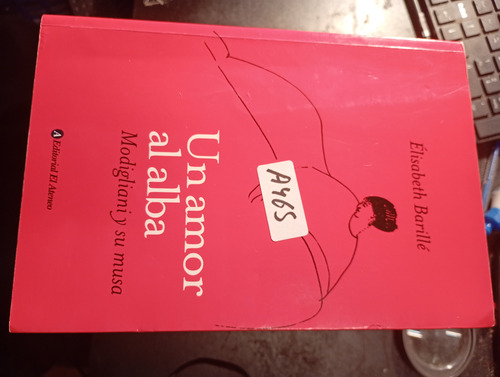 Élisabeth Barillé
Un amor
al alba
Modigliani y su musa
A465
A Editorial El Ateneo